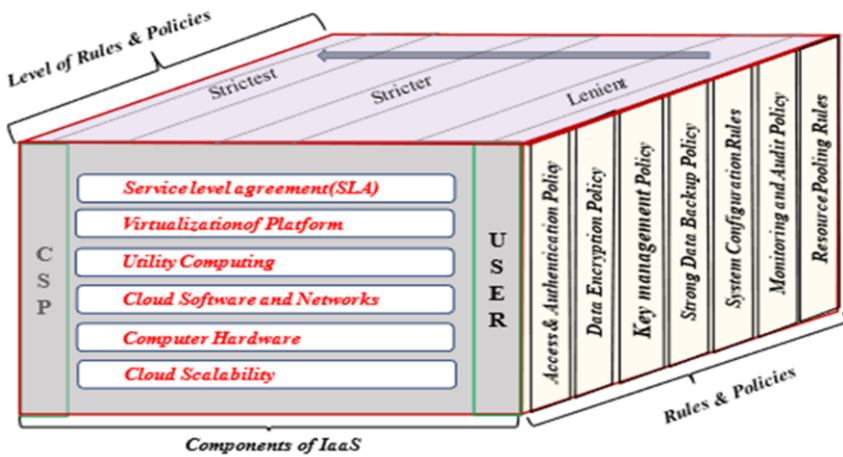 Level of Rules & Policies
Strictest
Stricter
Lenient
CSP
Service level agreement(SLA)
Virtualizationof Platform
Utility Computing
Cloud Software and Networks
Computer Hardware
Cloud Scalability
USER
Access & Authentication Policy
Data Encryption Policy
Key management Policy
Strong Data Backup Policy
System Configuration Rules
Monitoring and Audit Policy
Resource Pooling Rules
Rules & Policies
Components of IaaS